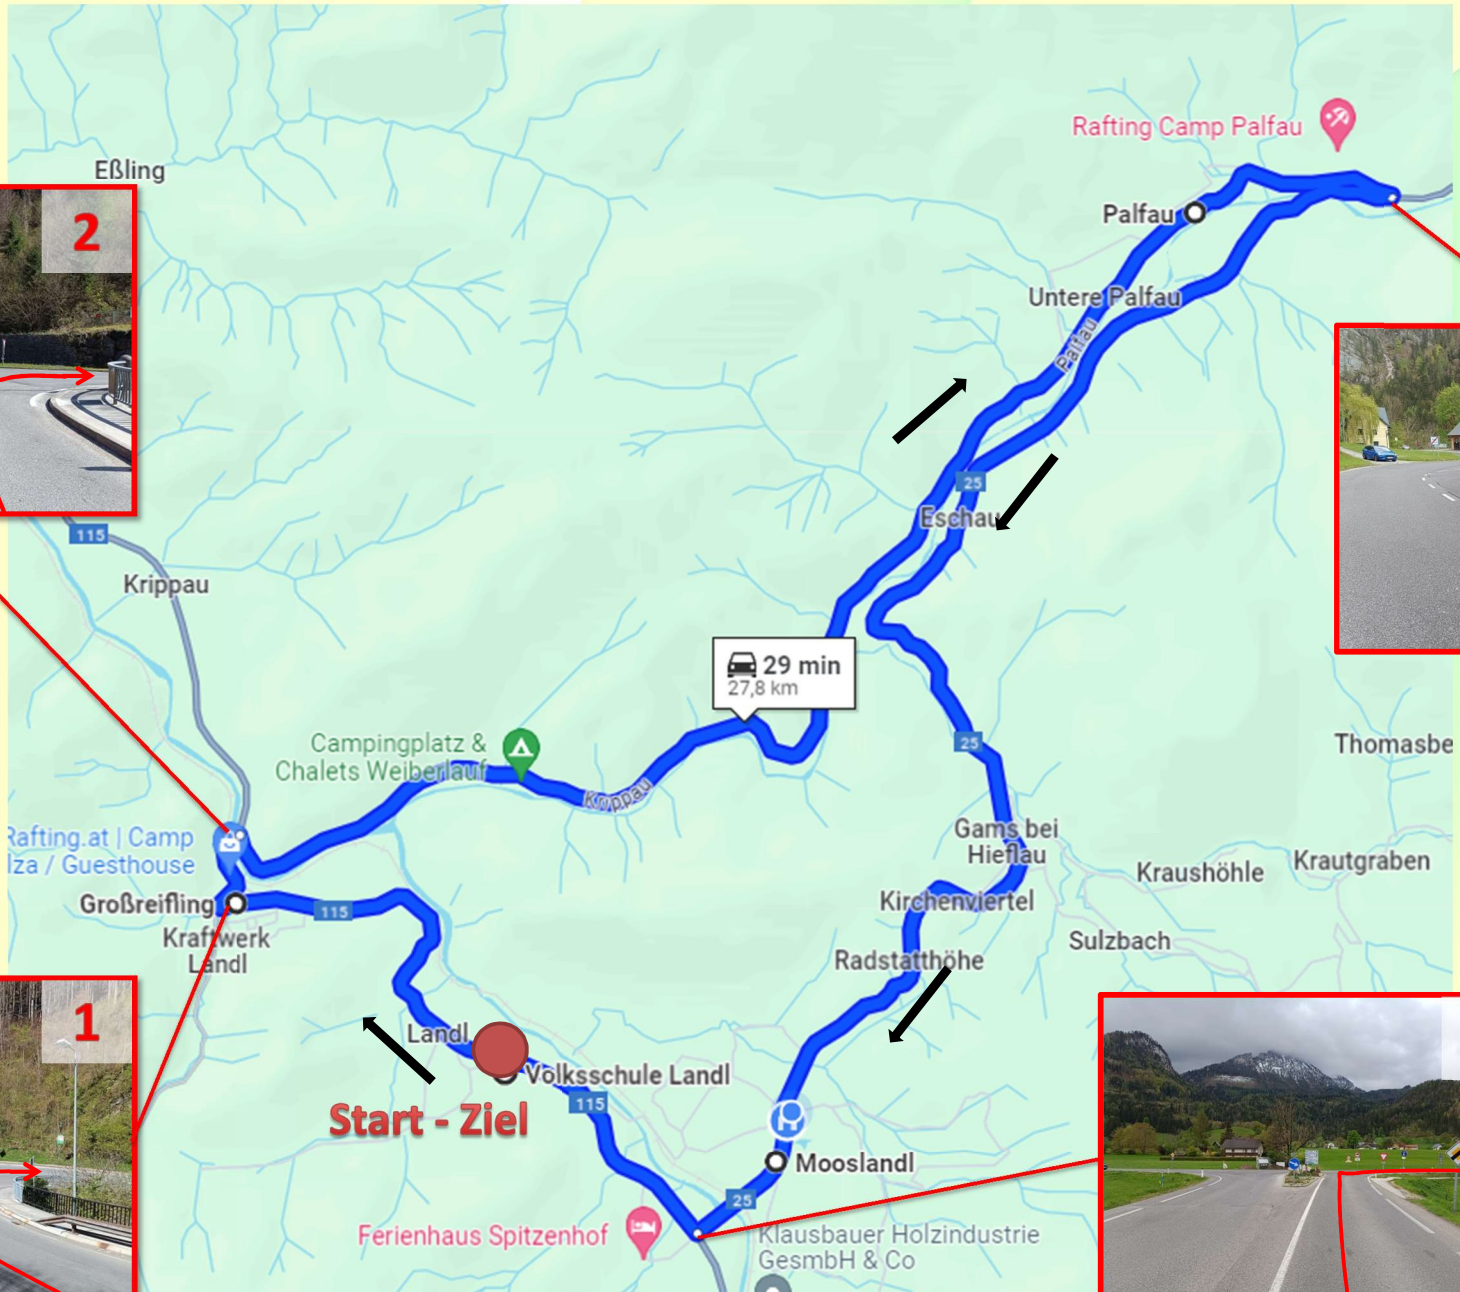 Rafting Camp Palfau
Eßling
2
Palfau
Untere Palfau
Palfau
25
Eschau
115
Krippau
29 min
27,8 km
Campingplatz &
Chalets Weiberlauf
Krippau
25
Thomasbe
Rafting.at | Camp
lza / Guesthouse
Gams bei
Hieflau
Kraushöhle
Krautgraben
Großreifling
115
Kirchenviertel
Kraftwerk
Landl
Sulzbach
Radstatthöhe
1
Landl
Volksschule Landl
115
Start - Ziel
Mooslandl
25
Ferienhaus Spitzenhof
Klausbauer Holzindustrie
GesmbH & Co